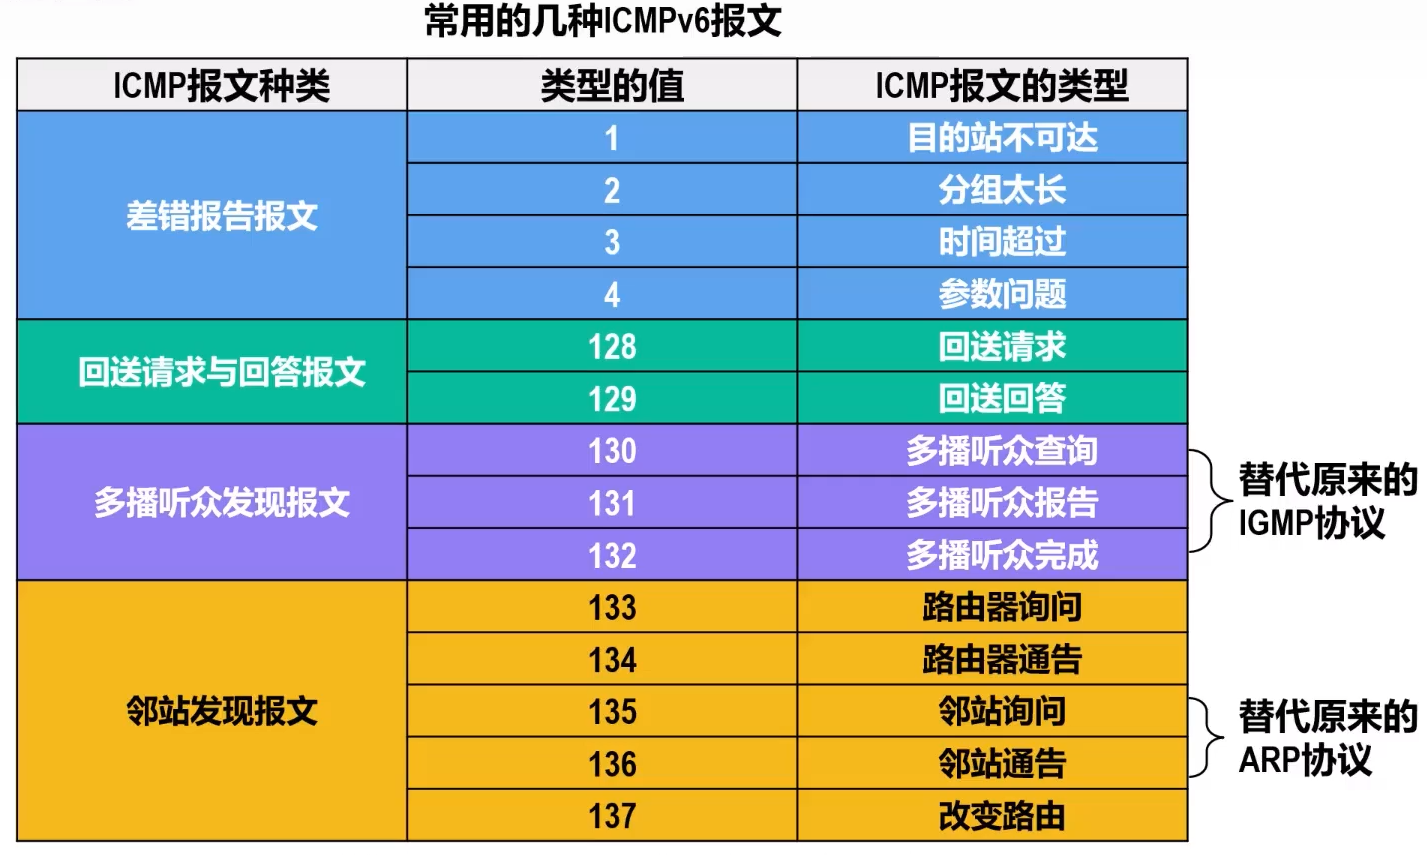 常用的几种ICMPv6报文
ICMP报文种类 类型的值 ICMP报文的类型
差错报告报文
1 目的站不可达
2 分组太长
3 时间超过
4 参数问题
回送请求与回答报文
128 回送请求
129 回送回答
多播听众发现报文
130 多播听众查询
131 多播听众报告
132 多播听众完成
替代原来的
IGMP协议
邻站发现报文
133 路由器询问
134 路由器通告
135 邻站询问
136 邻站通告
137 改变路由
替代原来的
ARP协议